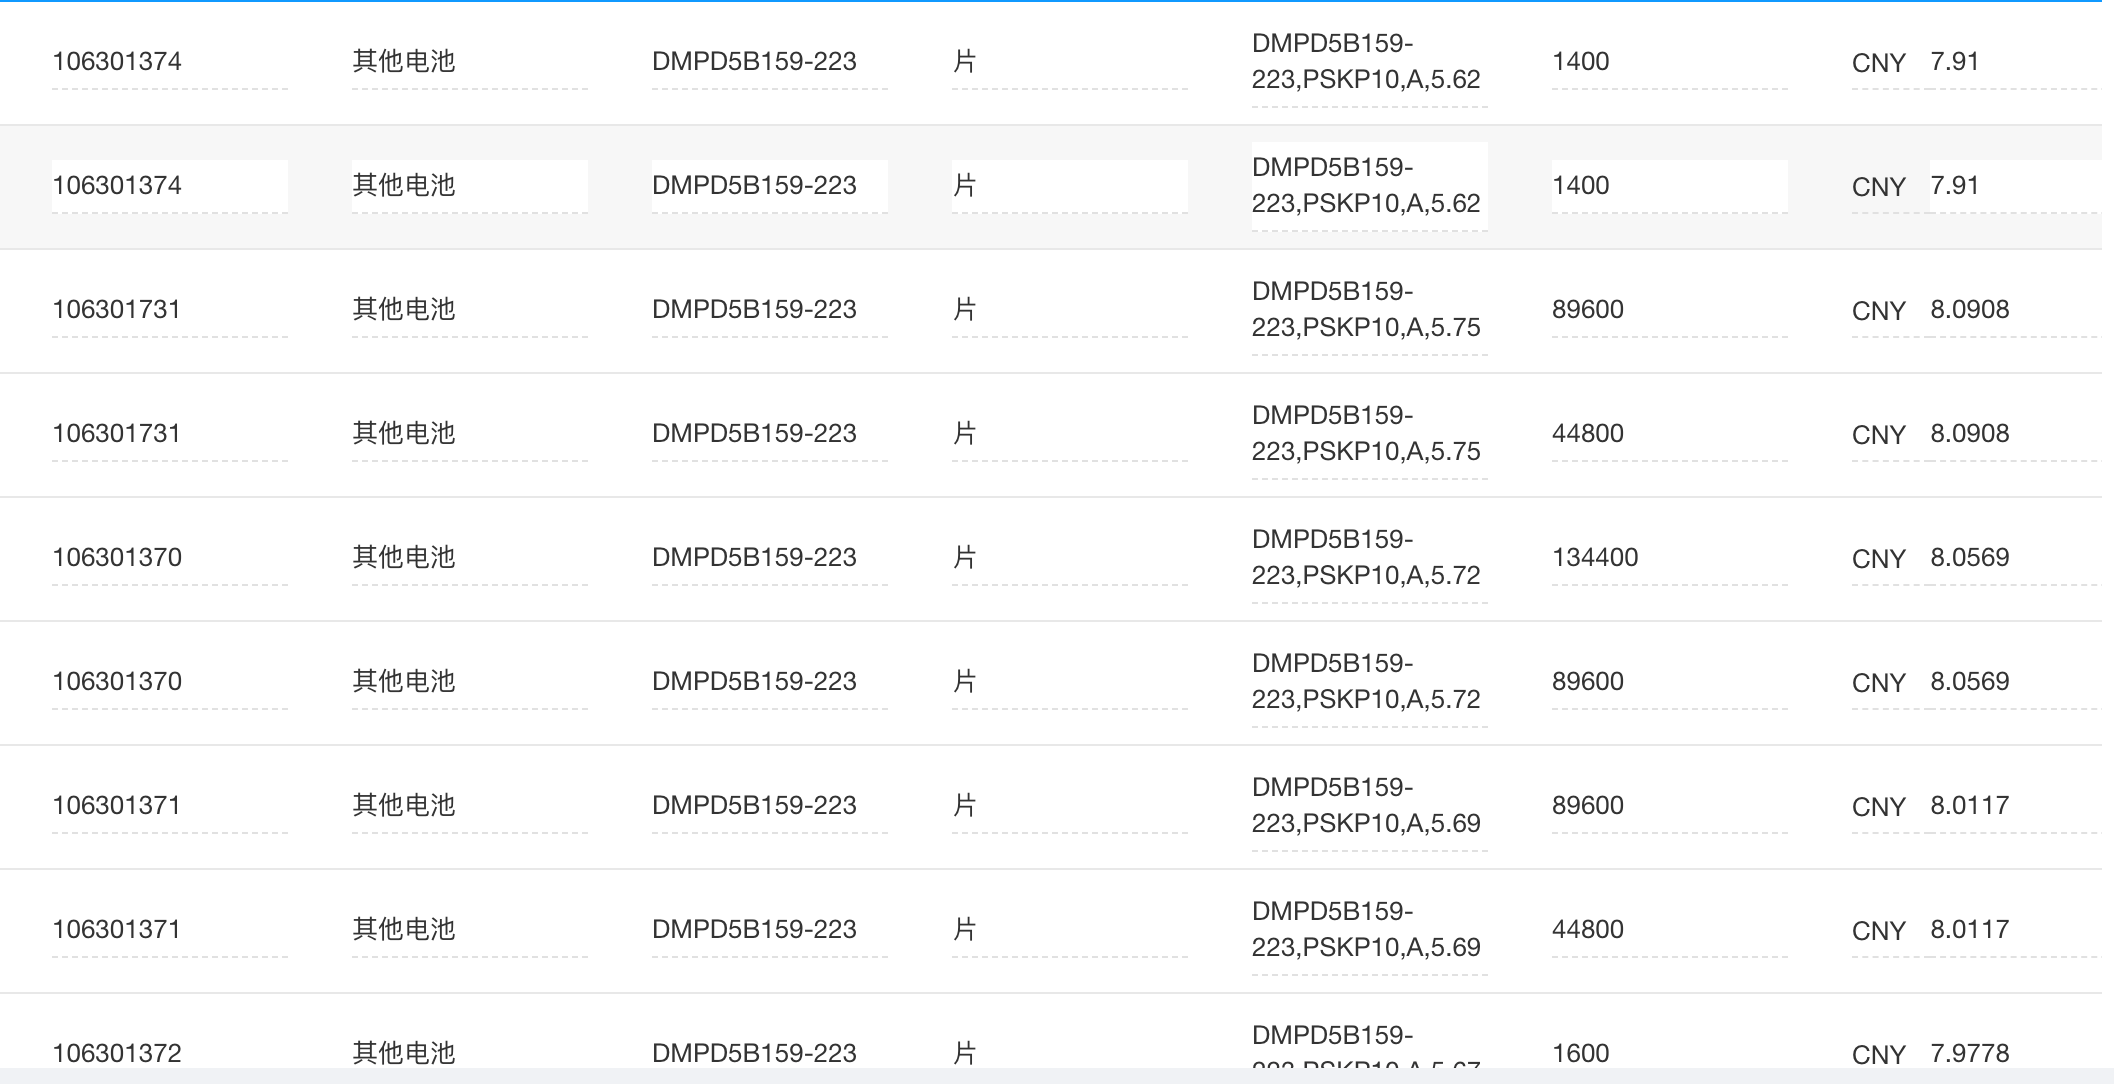 106301374 其他电池 DMPD5B159-223 片 DMPD5B159-
223,PSKP10,A,5.62 1400 CNY 7.91
106301374 其他电池 DMPD5B159-223 片 DMPD5B159-
223,PSKP10,A,5.62 1400 CNY 7.91
106301731 其他电池 DMPD5B159-223 片 DMPD5B159-
223,PSKP10,A,5.75 89600 CNY 8.0908
106301731 其他电池 DMPD5B159-223 片 DMPD5B159-
223,PSKP10,A,5.75 44800 CNY 8.0908
106301370 其他电池 DMPD5B159-223 片 DMPD5B159-
223,PSKP10,A,5.72 134400 CNY 8.0569
106301370 其他电池 DMPD5B159-223 片 DMPD5B159-
223,PSKP10,A,5.72 89600 CNY 8.0569
106301371 其他电池 DMPD5B159-223 片 DMPD5B159-
223,PSKP10,A,5.69 89600 CNY 8.0117
106301371 其他电池 DMPD5B159-223 片 DMPD5B159-
223,PSKP10,A,5.69 44800 CNY 8.0117
106301372 其他电池 DMPD5B159-223 片 DMPD5B159-
1600 CNY 7.9778